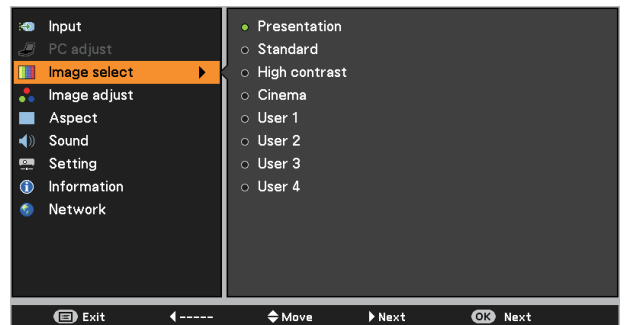 Input
PC adjust
Image select
Image adjust
Aspect
Sound
Setting
Information
Network
Presentation
Standard
High contrast
Cinema
User 1
User 2
User 3
User 4
Exit ----- Move Next OK Next